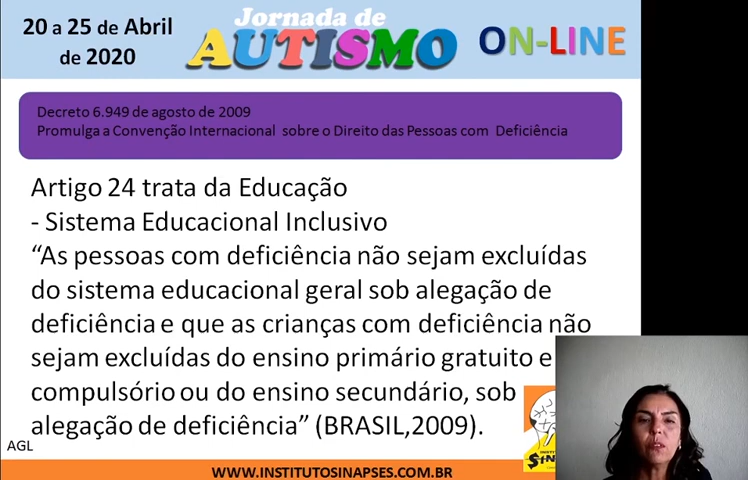 20 a 25 de Abril
de 2020
Jornada de
AUTISMO
ON-LINE
Decreto 6.949 de agosto de 2009
Promulga a Convenção Internacional sobre o Direito das Pessoas com Deficiência
Artigo 24 trata da Educação
- Sistema Educacional Inclusivo
“As pessoas com deficiência não sejam excluídas
do sistema educacional geral sob alegação de
deficiência e que as crianças com deficiência não
sejam excluídas do ensino primário gratuito e
compulsório ou do ensino secundário, sob
alegação de deficiência” (BRASIL,2009).
AGL
WWW.INSTITUTOSINAPSES.COM.BR